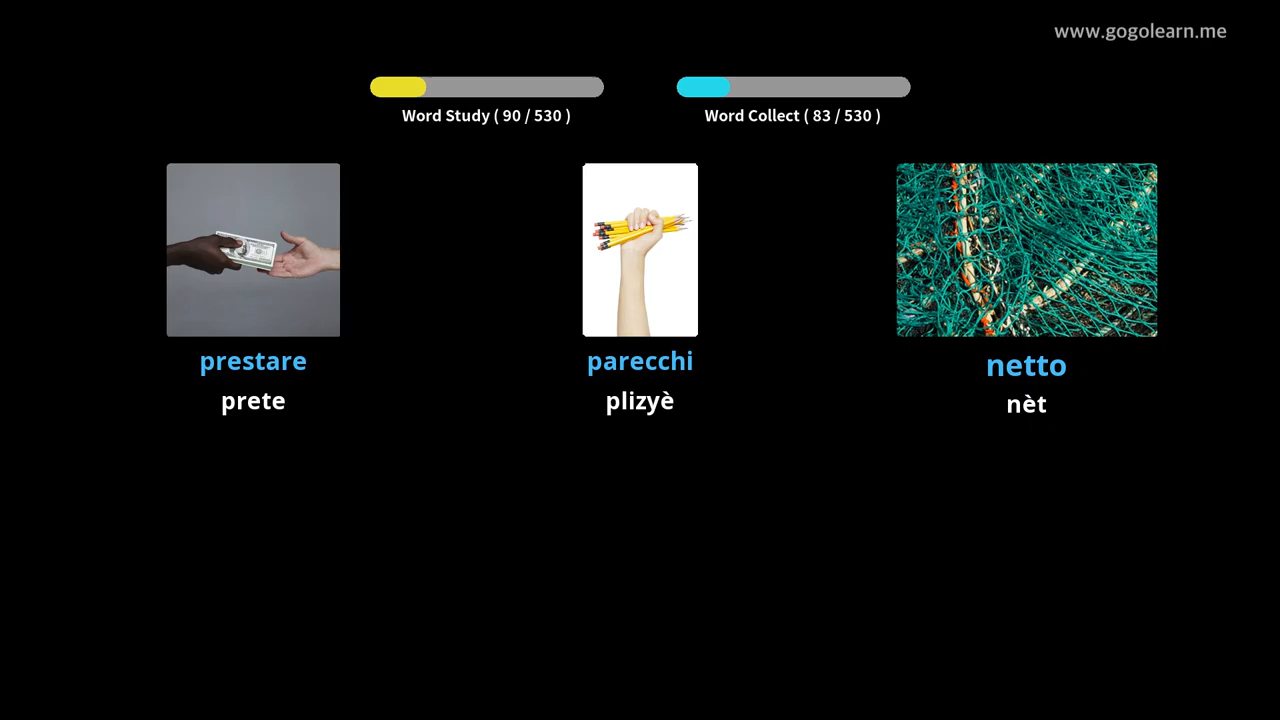 www.gogolearn.me
Word Study ( 90 / 530 )
Word Collect ( 83 / 530 )
prestare
prete
parecchi
plizyè
netto
nèt